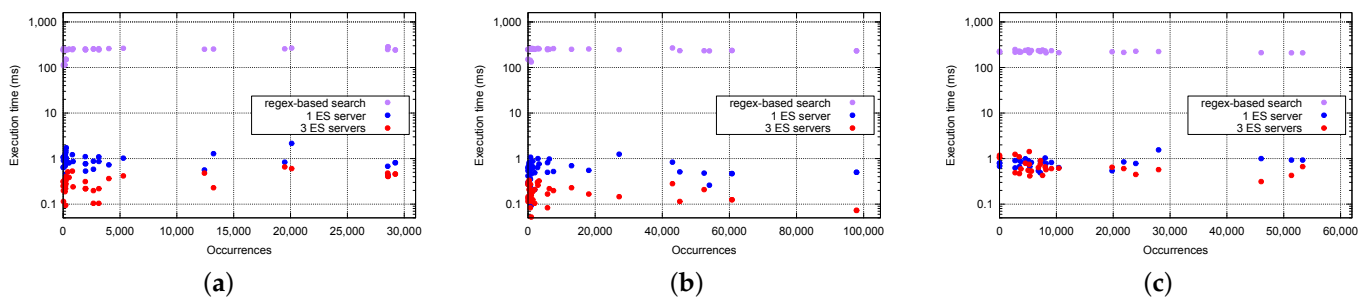 1,000
100
10
1
0.1
Execution time (ms)
regex-based search
1 ES server
3 ES servers
0 5,000 10,000 15,000 20,000 25,000 30,000
Occurrences
(a)
1,000
100
10
1
0.1
Execution time (ms)
regex-based search
1 ES server
3 ES servers
0 20,000 40,000 60,000 80,000 100,000
Occurrences
(b)
1,000
100
10
1
0.1
Execution time (ms)
regex-based search
1 ES server
3 ES servers
0 10,000 20,000 30,000 40,000 50,000 60,000
Occurrences
(c)